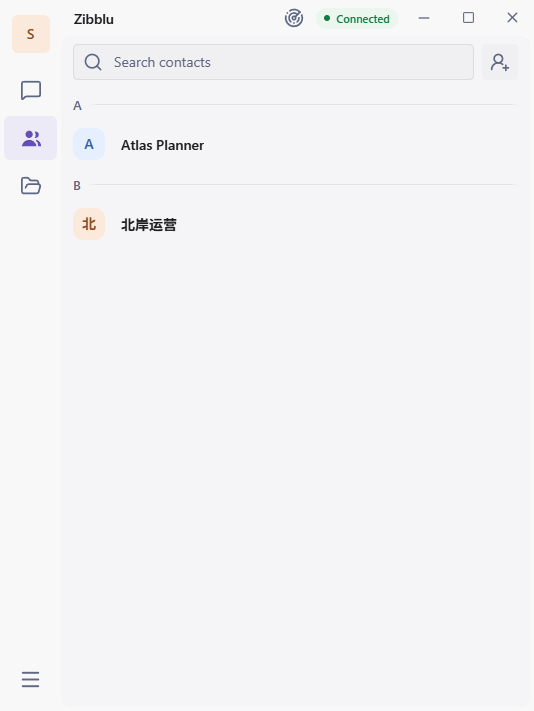 S
Zibblu
Connected
Search contacts
A
A
Atlas Planner
B
北
北岸运营